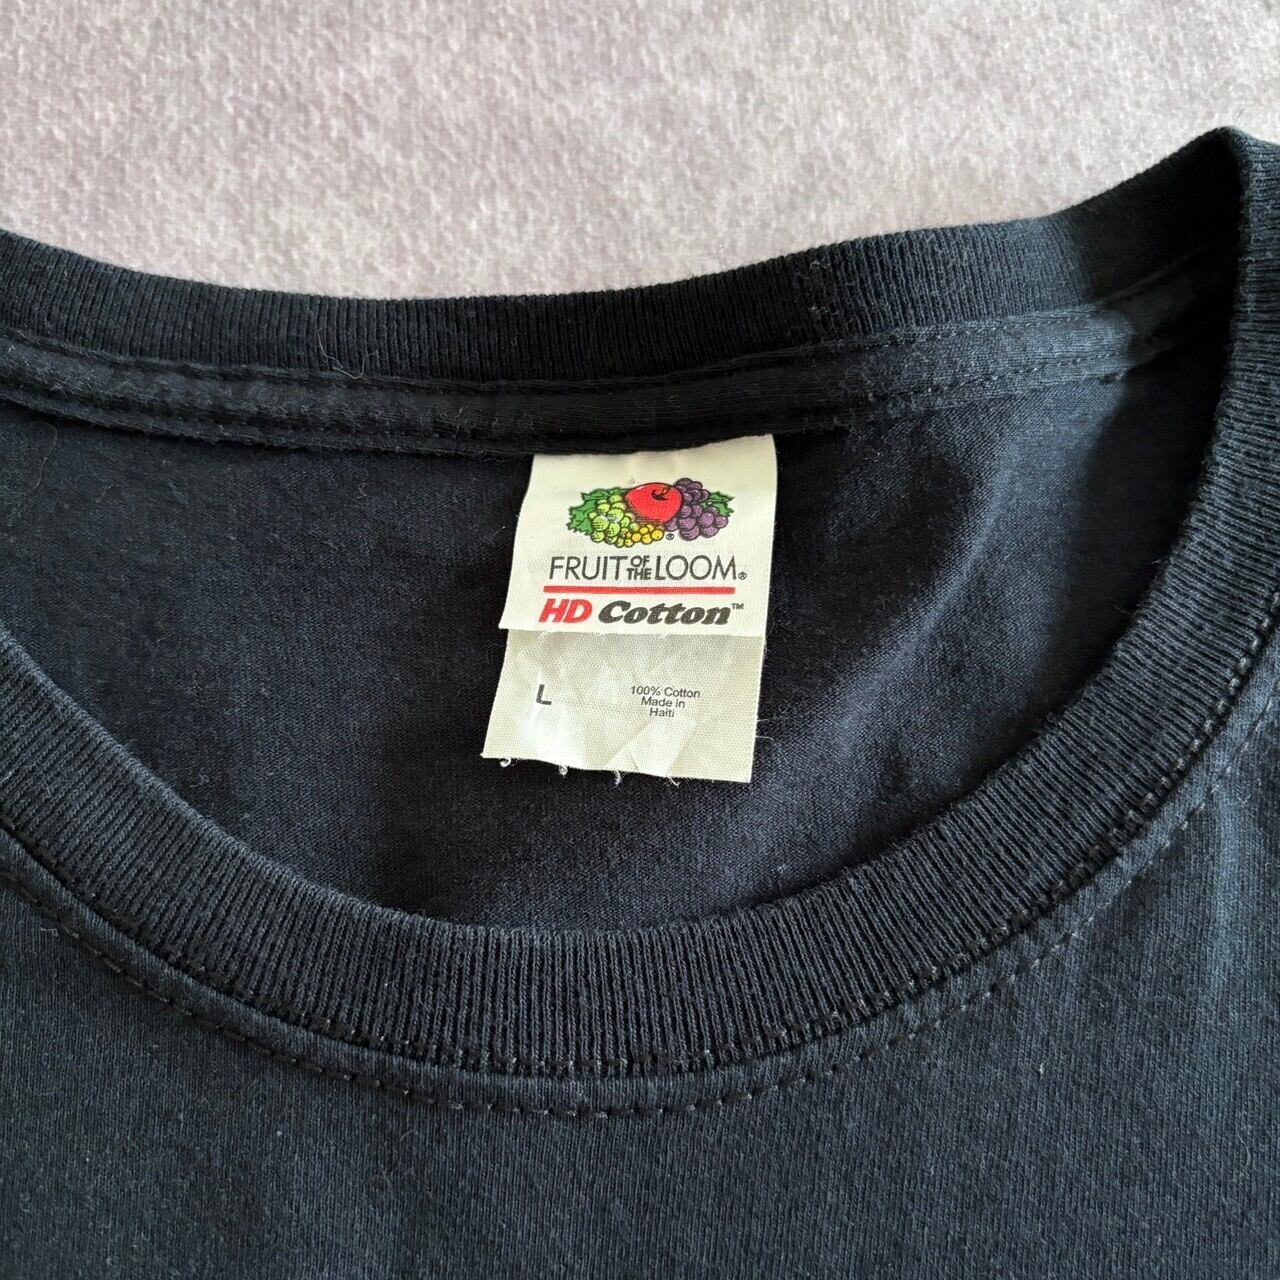 FRUIT OF THE LOOM®
HD Cotton™
L
100% Cotton
Made in
Haiti